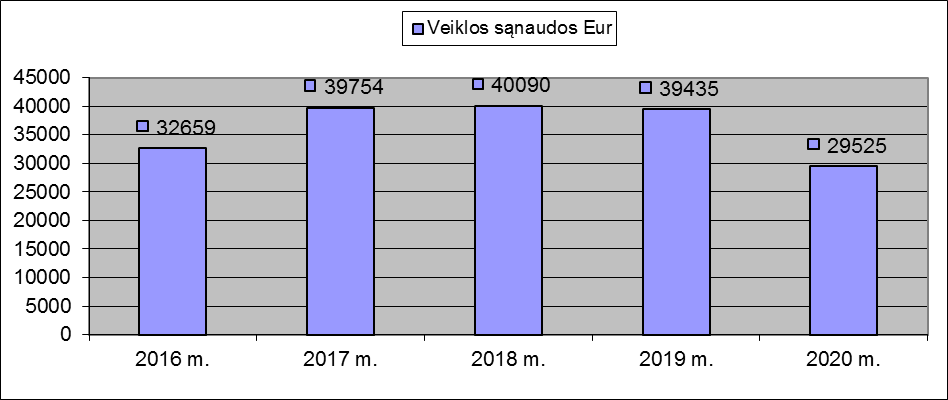 Veiklos sąnaudos Eur
45000
40000
35000
30000
25000
20000
15000
10000
5000
0
32659
39754
40090
39435
29525
2016 m.
2017 m.
2018 m.
2019 m.
2020 m.